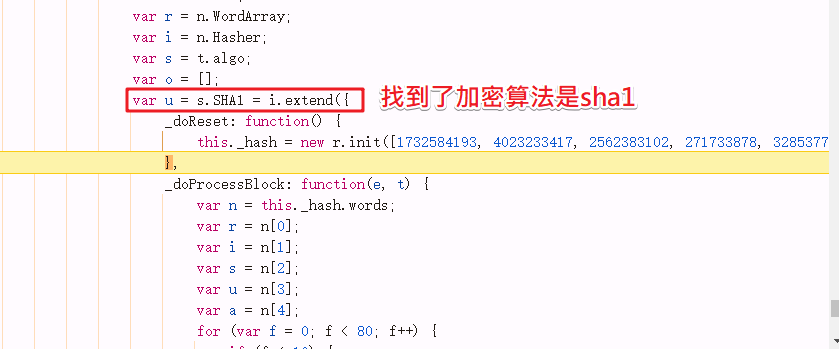 var r = n.WordArray;
var i = n.Hasher;
var s = t.algo;
var o = [];
var u = s.SHA1 = i.extend({ 找到了加密算法是sha1
_doReset: function() {
this._hash = new r.init([1732584193, 4023233417, 2562383102, 271733878, 3285377
},
_doProcessBlock: function(e, t) {
var n = this._hash.words;
var r = n[0];
var i = n[1];
var s = n[2];
var u = n[3];
var a = n[4];
for (var f = 0; f < 80; f++) {